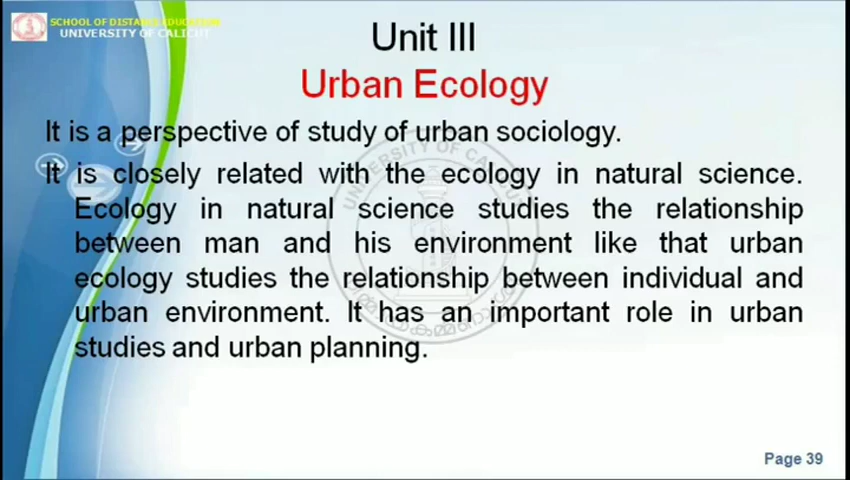 SCHOOL OF DISTANCE EDUCATION
UNIVERSITY OF CALICUT
Unit III
Urban Ecology
It is a perspective of study of urban sociology.
It is closely related with the ecology in natural science.
Ecology in natural science studies the relationship
between man and his environment like that urban
ecology studies the relationship between individual and
urban environment. It has an important role in urban
studies and urban planning.
UNIVERSITY OF CALICUT
Page 39